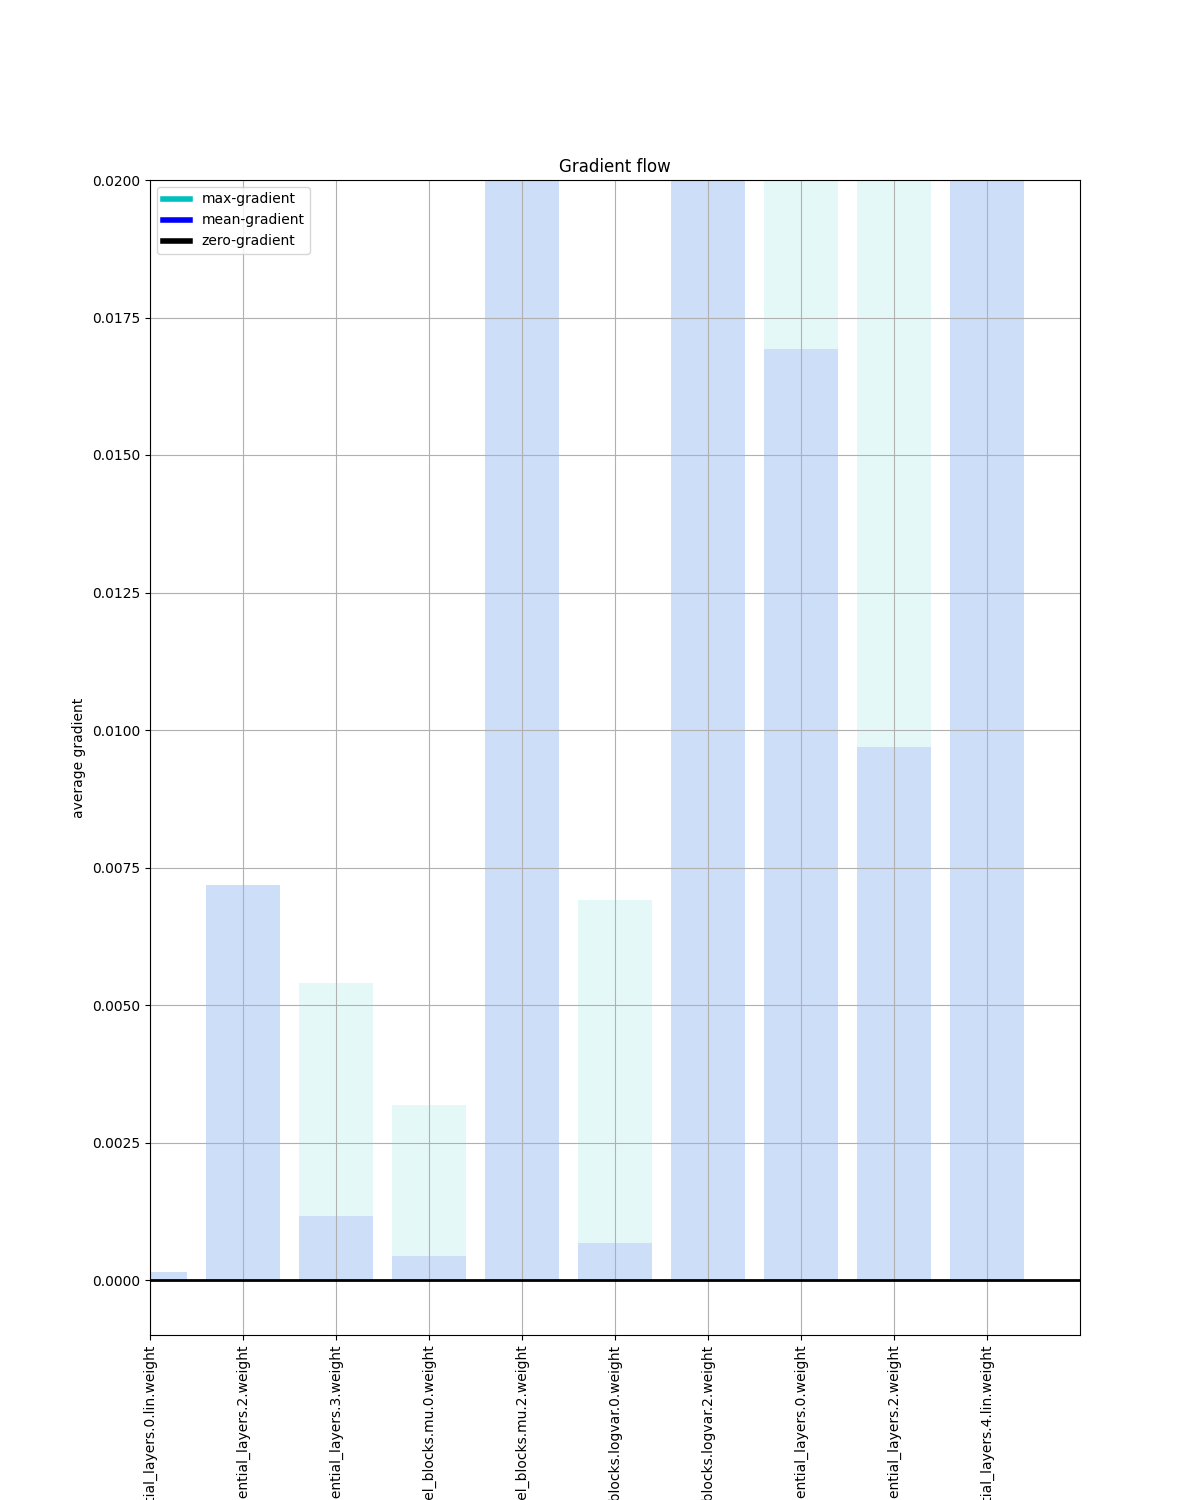 Gradient flow
max-gradient
mean-gradient
zero-gradient
average gradient
0.0200
0.0175
0.0150
0.0125
0.0100
0.0075
0.0050
0.0025
0.0000
tial_layers.0.lin.weight
ential_layers.2.weight
ential_layers.3.weight
el_blocks.mu.0.weight
el_blocks.mu.2.weight
blocks.logvar.0.weight
blocks.logvar.2.weight
ential_layers.0.weight
ential_layers.2.weight
tial_layers.4.lin.weight